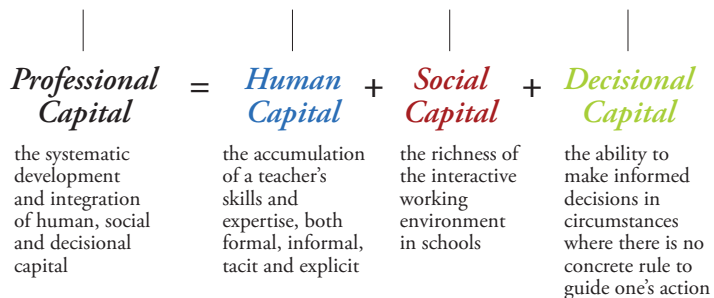 Professional Capital = Human Capital + Social Capital + Decisional Capital
the systematic
development
and integration
of human, social
and decisional
capital
the accumulation
of a teacher's
skills and
expertise, both
formal, informal,
tacit and explicit
the richness of
the interactive
working
environment
in schools
the ability to
make informed
decisions in
circumstances
where there is no
concrete rule to
guide one's action